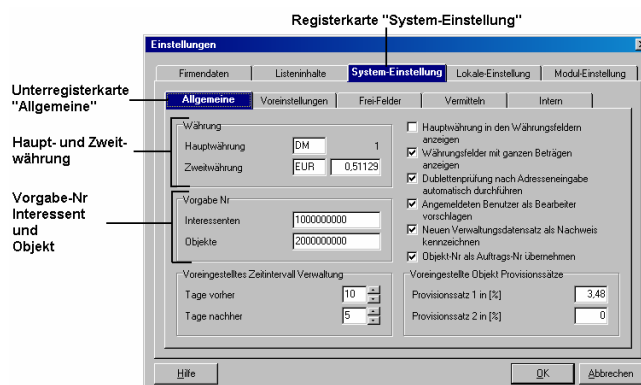 Registerkarte "System-Einstellung"
Einstellungen
Firmendaten
Listeninhalte
System-Einstellung
Lokale-Einstellung
Modul-Einstellung
Unterregisterkarte
"Allgemeine"
Allgemeine
Voreinstellungen
Frei-Felder
Vermitteln
Intern
Haupt- und Zweit-
währung
Währung
Hauptwährung DM 1
Zweitwährung EUR 0,51129
Vorgabe-Nr
Interessent
und
Objekt
Vorgabe Nr
Interessenten 1000000000
Objekte 2000000000
Hauptwährung in den Währungsfeldern
anzeigen
Währungsfelder mit ganzen Beträgen
anzeigen
Dublettenprüfung nach Adresseneingabe
automatisch durchführen
Angemeldeten Benutzer als Bearbeiter
vorschlagen
Neuen Verwaltungsdatensatz als Nachweis
kennzeichnen
Objekt-Nr als Auftrags-Nr übernehmen
Voreingestelltes Zeitintervall Verwaltung
Tage vorher 10
Tage nachher 5
Voreingestellte Objekt Provisionssätze
Provisionssatz 1 in [%] 3,48
Provisionssatz 2 in [%] 0
Hilfe
OK
Abbrechen